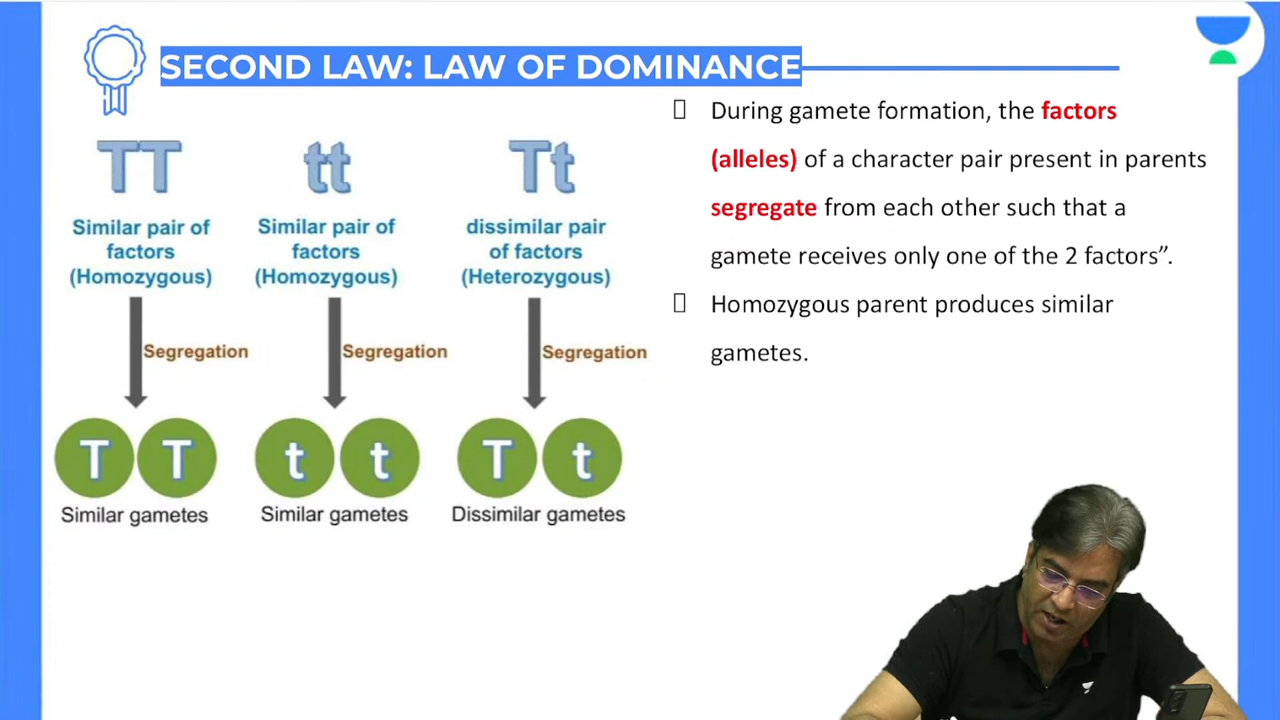 SECOND LAW: LAW OF DOMINANCE
TT
Similar pair of
factors
(Homozygous)
Segregation
T T
Similar gametes
tt
Similar pair of
factors
(Homozygous)
Segregation
t t
Similar gametes
Tt
dissimilar pair
of factors
(Heterozygous)
Segregation
T t
Dissimilar gametes
During gamete formation, the factors
(alleles) of a character pair present in parents
segregate from each other such that a
gamete receives only one of the 2 factors”.
Homozygous parent produces similar
gametes.